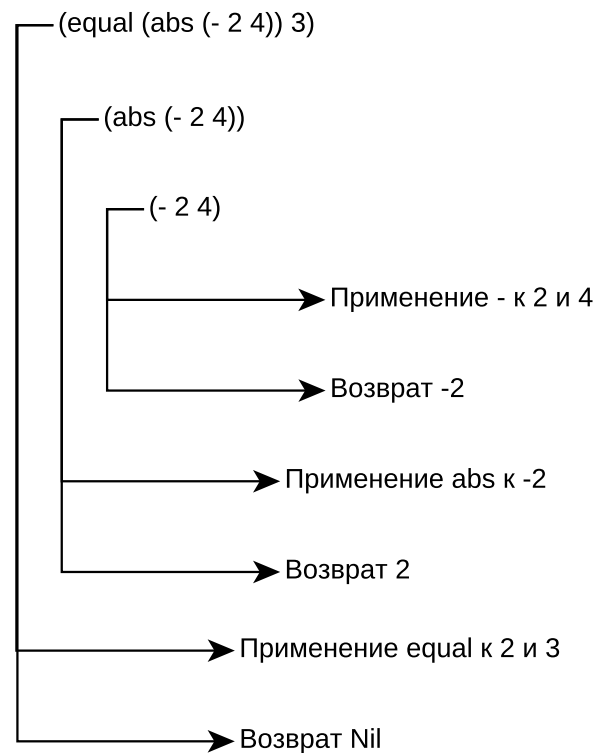 (equal (abs (- 2 4)) 3)
(abs (- 2 4))
(- 2 4)
Применение - к 2 и 4
Возврат -2
Применение abs к -2
Возврат 2
Применение equal к 2 и 3
Возврат Nil